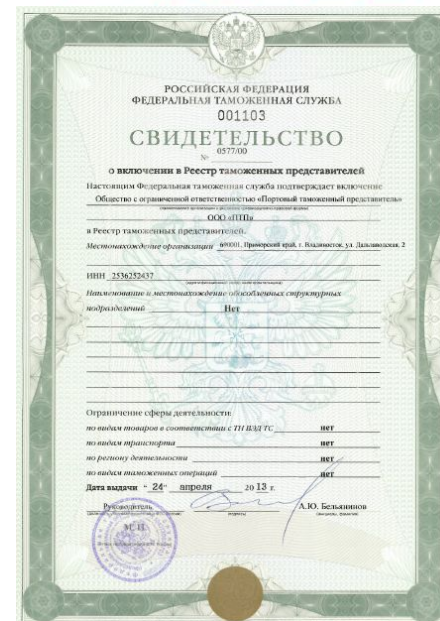 РОССИЙСКАЯ ФЕДЕРАЦИЯ
ФЕДЕРАЛЬНАЯ ТАМОЖЕННАЯ СЛУЖБА
001103
СВИДЕТЕЛЬСТВО
№ 0577/00
о включении в Реестр таможенных представителей
Настоящим Федеральная таможенная служба подтверждает включение
Общество с ограниченной ответственностью «Портовый таможенный представитель»
ООО «ПТП»
в Реестр таможенных представителей.
Местонахождение организации 690001, Приморский край, г. Владивосток, ул. Дальзаводская, 2
ИНН 2536252437
Наименование и местонахождение обособленных структурных
подразделений Нет
Ограничение сферы деятельности:
по видам товаров в соответствии с ТН ВЭД ТС нет
по видам транспорта нет
по региону деятельности нет
по видам таможенных операций нет
Дата выдачи " 24" апреля 20 13 г.
Руководитель А.Ю. Бельянинов
М.П.